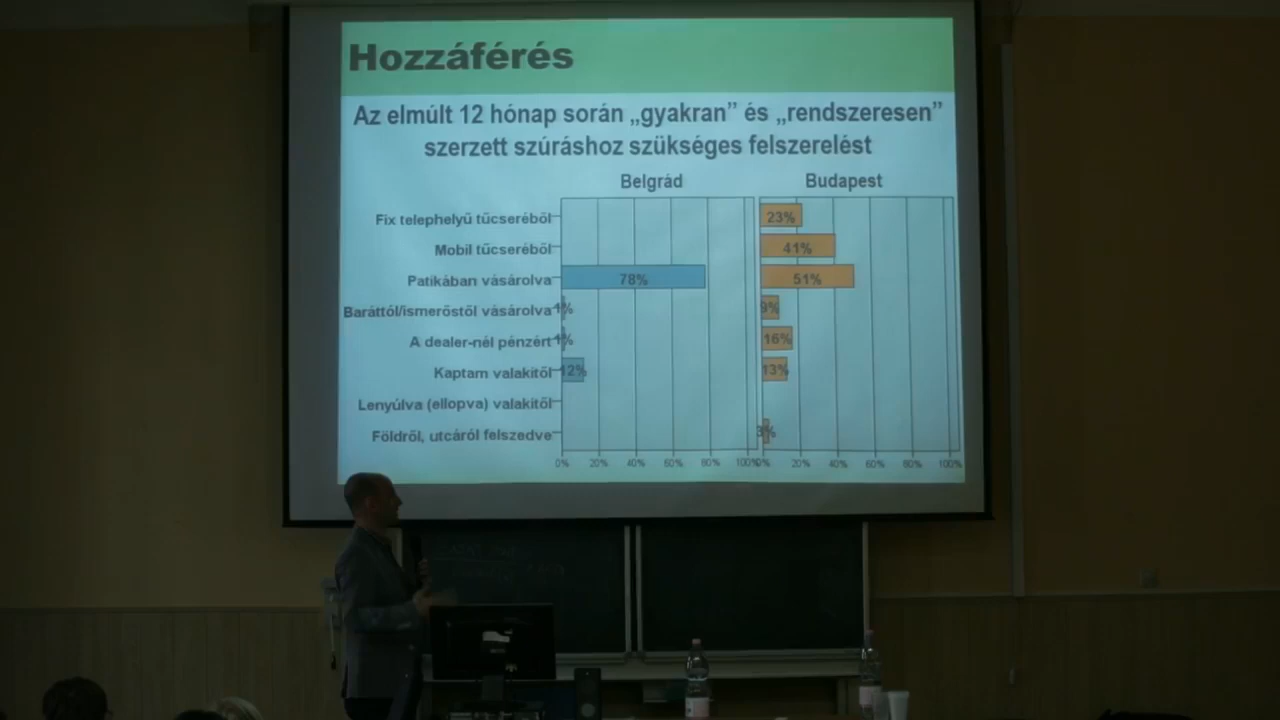 Hozzáférés
Az elmúlt 12 hónap során „gyakran” és „rendszeresen”
szerzett szúráshoz szükséges felszerelést
Belgrád
Budapest
Fix telephelyű tűcseréből
23%
Mobil tűcseréből
41%
Patikában vásárolva
78%
51%
Baráttól/ismerőstől vásárolva
1%
9%
A dealer-nél pénzért
1%
16%
Kaptam valakitől
12%
13%
Lenyúlva (ellopva) valakitől
Földről, utcáról felszedve
3%
0% 20% 40% 60% 80% 100%
0% 20% 40% 60% 80% 100%